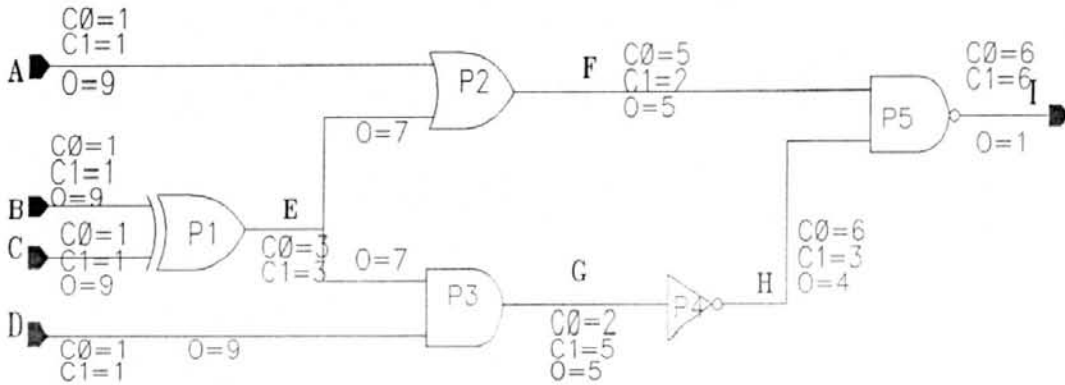 CØ=1
C1=1
A
O=9
P2
F
CØ=5
C1=2
O=5
CØ=6
C1=6
I
P5
O=1
O=7
CØ=1
C1=1
O=9
B
P1
E
C
CØ=1
C1=1
O=9
CØ=3
C1=3
O=7
P3
G
P4
H
CØ=6
C1=3
O=4
D
CØ=1
C1=1
O=9
CØ=2
C1=5
O=5